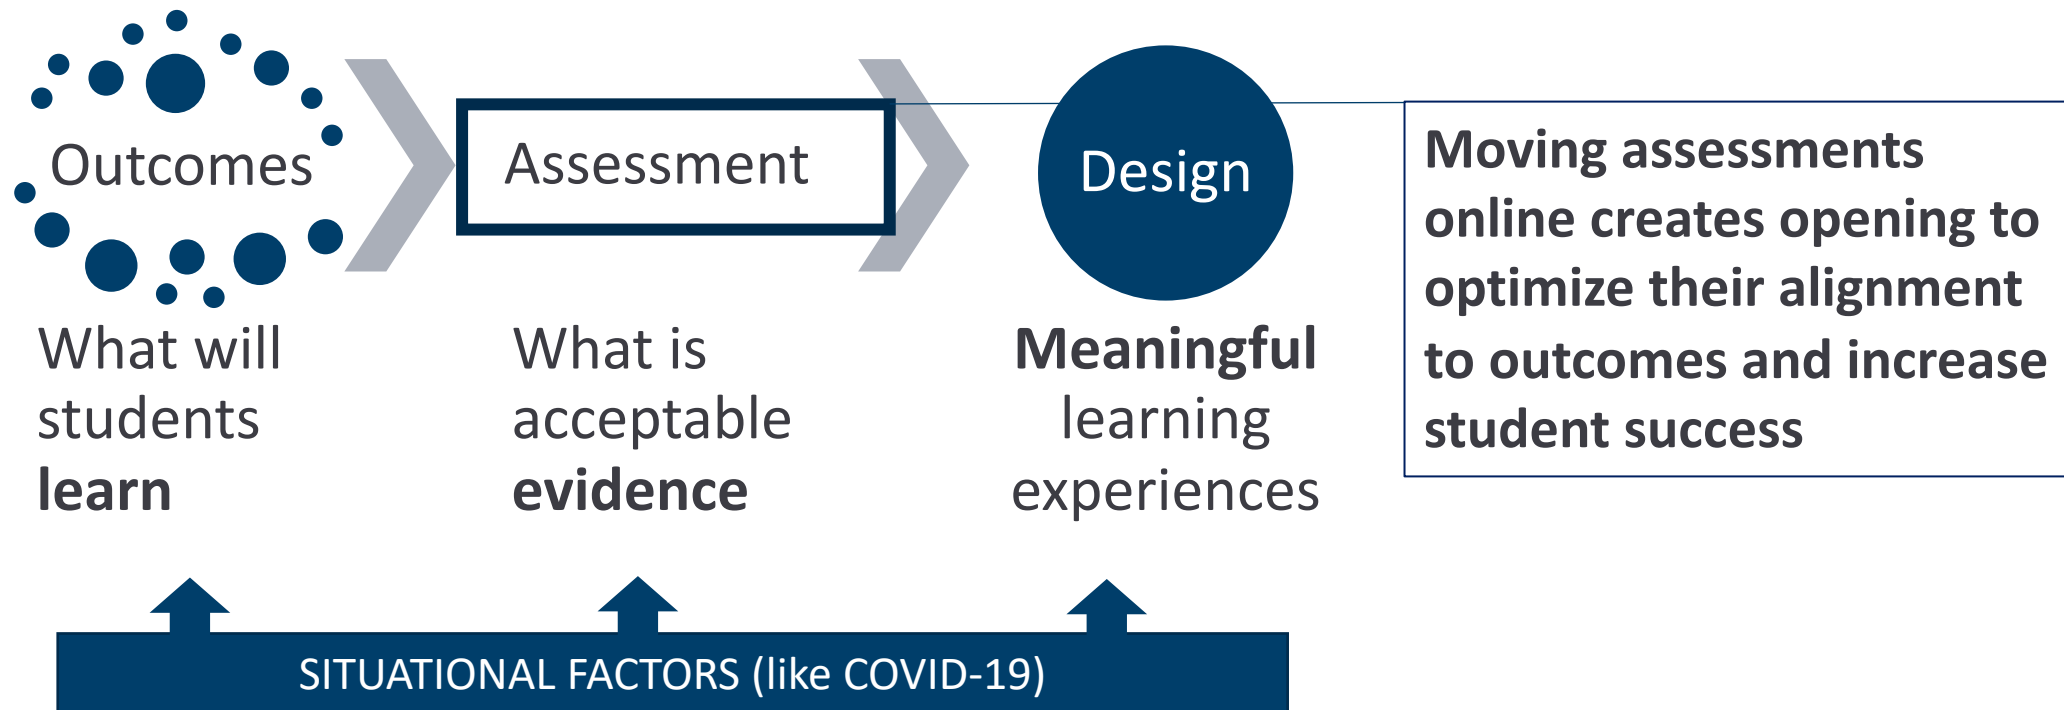 Outcomes
Assessment
Design
What will
students
learn
What is
acceptable
evidence
Meaningful
learning
experiences
Moving assessments
online creates opening to
optimize their alignment
to outcomes and increase
student success
SITUATIONAL FACTORS (like COVID-19)